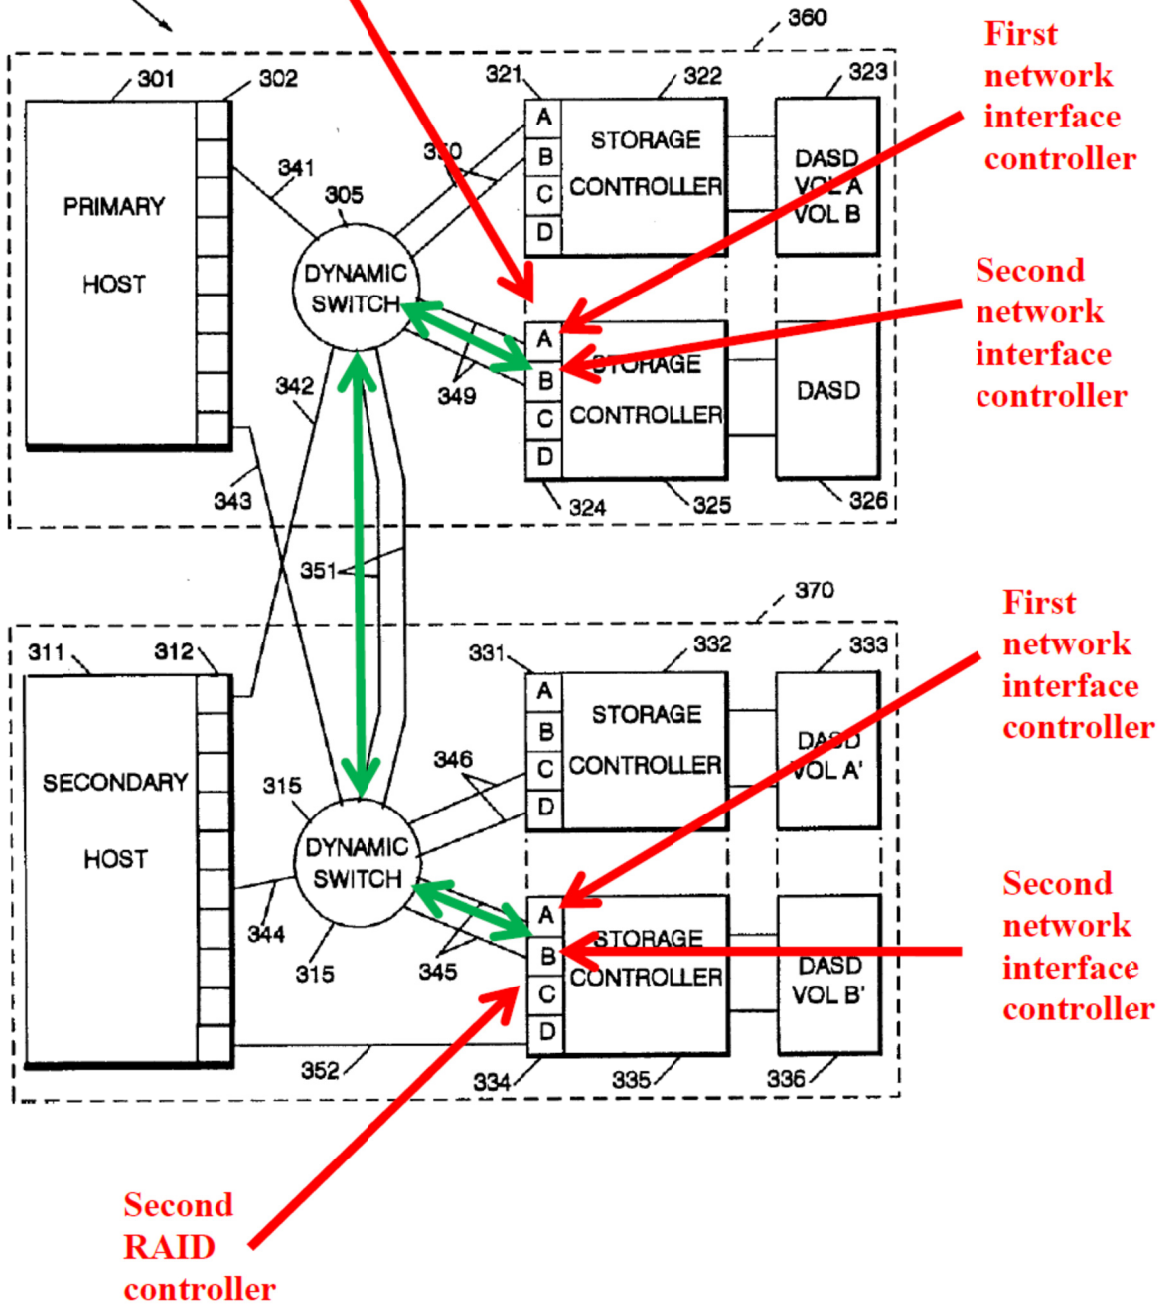 360
First
network
interface
controller
301
302
321
322
323
A
B
C
D
STORAGE
CONTROLLER
DASD
VOL A
VOL B
350
341
305
PRIMARY
HOST
DYNAMIC
SWITCH
Second
network
interface
controller
A
B
C
D
STORAGE
CONTROLLER
DASD
342
349
343
324
325
326
351
370
First
network
interface
controller
311
312
331
332
333
A
B
C
D
STORAGE
CONTROLLER
DASD
VOL A'
346
SECONDARY
HOST
315
DYNAMIC
SWITCH
Second
network
interface
controller
A
B
C
D
STORAGE
CONTROLLER
DASD
VOL B'
344
315
345
352
334
335
336
Second
RAID
controller